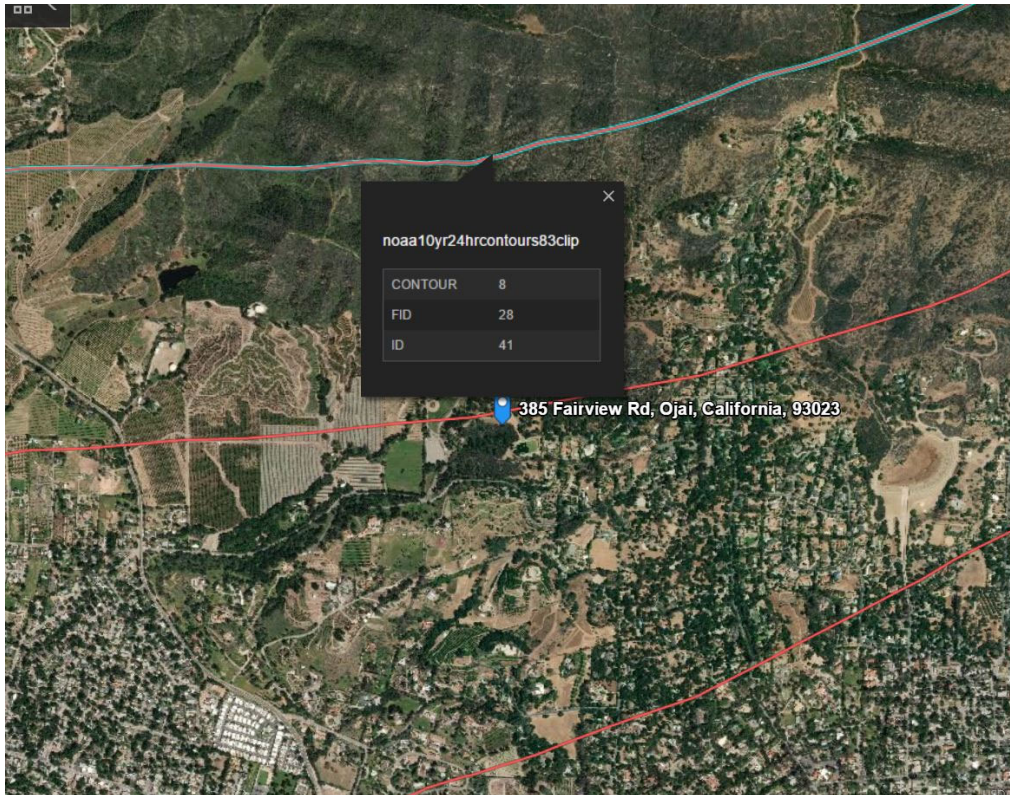 noaa10yr24hrcontours83clip
CONTOUR 8
FID 28
ID 41
385 Fairview Rd, Ojai, California, 93023